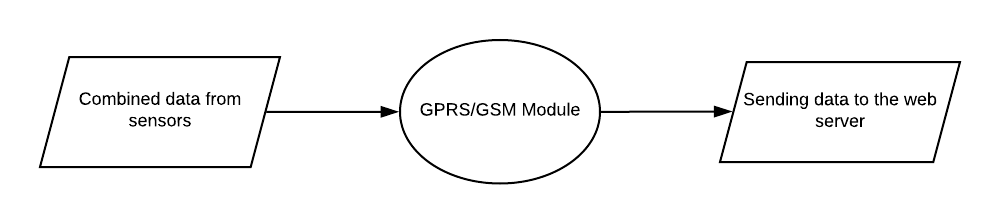 Combined data from
sensors
GPRS/GSM Module
Sending data to the web
server